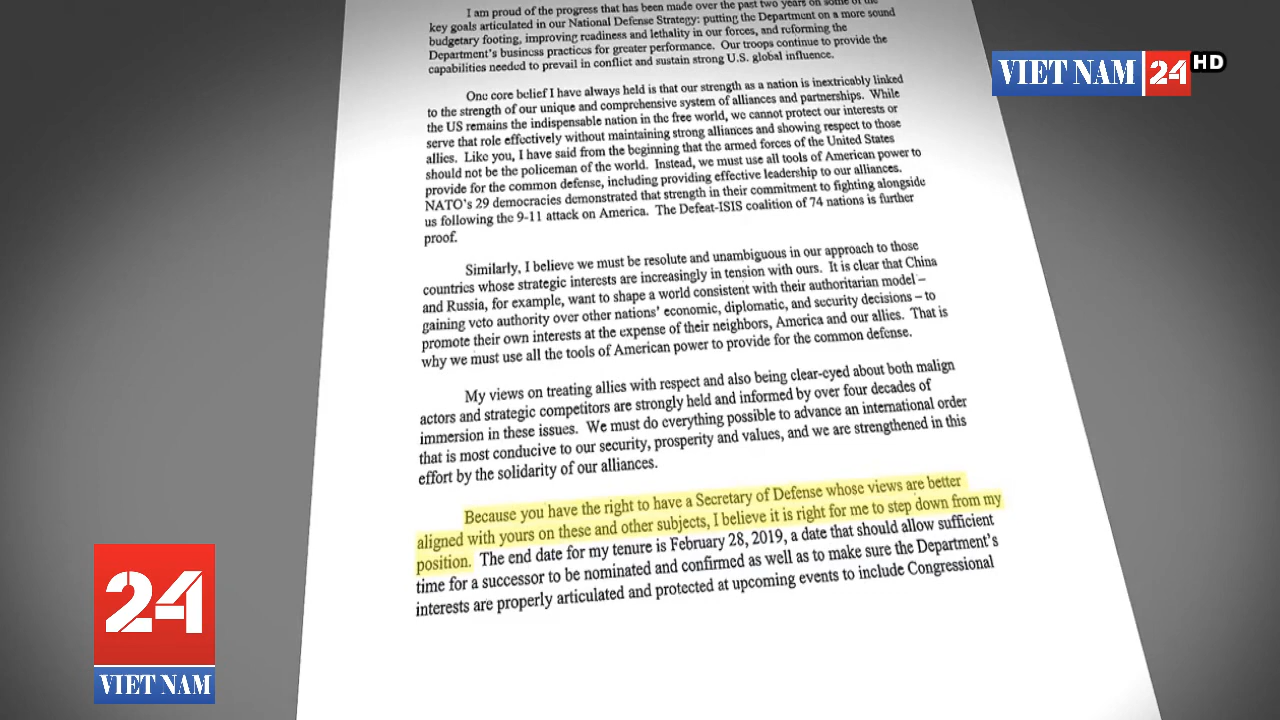 I am proud of the progress that has been made over the past two years on some of the
key goals articulated in our National Defense Strategy: putting the Department on a more sound
budgetary footing, improving readiness and lethality in our forces, and reforming the
Department's business practices for greater performance. Our troops continue to provide the
capabilities needed to prevail in conflict and sustain strong U.S. global influence.
VIET NAM 24 HD
One core belief I have always held is that our strength as a nation is inextricably linked
to the strength of our unique and comprehensive system of alliances and partnerships. While
the US remains the indispensable nation in the free world, we cannot protect our interests or
serve that role effectively without maintaining strong alliances and showing respect to those
allies. Like you, I have said from the beginning that the armed forces of the United States
should not be the policeman of the world. Instead, we must use all tools of American power to
provide for the common defense, including providing effective leadership to our alliances.
NATO's 29 democracies demonstrated that strength in their commitment to fighting alongside
us following the 9-11 attack on America. The Defeat-ISIS coalition of 74 nations is further
proof.
Similarly, I believe we must be resolute and unambiguous in our approach to those
countries whose strategic interests are increasingly in tension with ours. It is clear that China
and Russia, for example, want to shape a world consistent with their authoritarian model –
gaining veto authority over other nations' economic, diplomatic, and security decisions – to
promote their own interests at the expense of their neighbors, America and our allies. That is
why we must use all the tools of American power to provide for the common defense.
My views on treating allies with respect and also being clear-eyed about both malign
actors and strategic competitors are strongly held and informed by over four decades of
immersion in these issues. We must do everything possible to advance an international order
that is most conducive to our security, prosperity and values, and we are strengthened in this
effort by the solidarity of our alliances.
Because you have the right to have a Secretary of Defense whose views are better
aligned with yours on these and other subjects, I believe it is right for me to step down from my
position. The end date for my tenure is February 28, 2019, a date that should allow sufficient
time for a successor to be nominated and confirmed as well as to make sure the Department's
interests are properly articulated and protected at upcoming events to include Congressional
24
VIET NAM